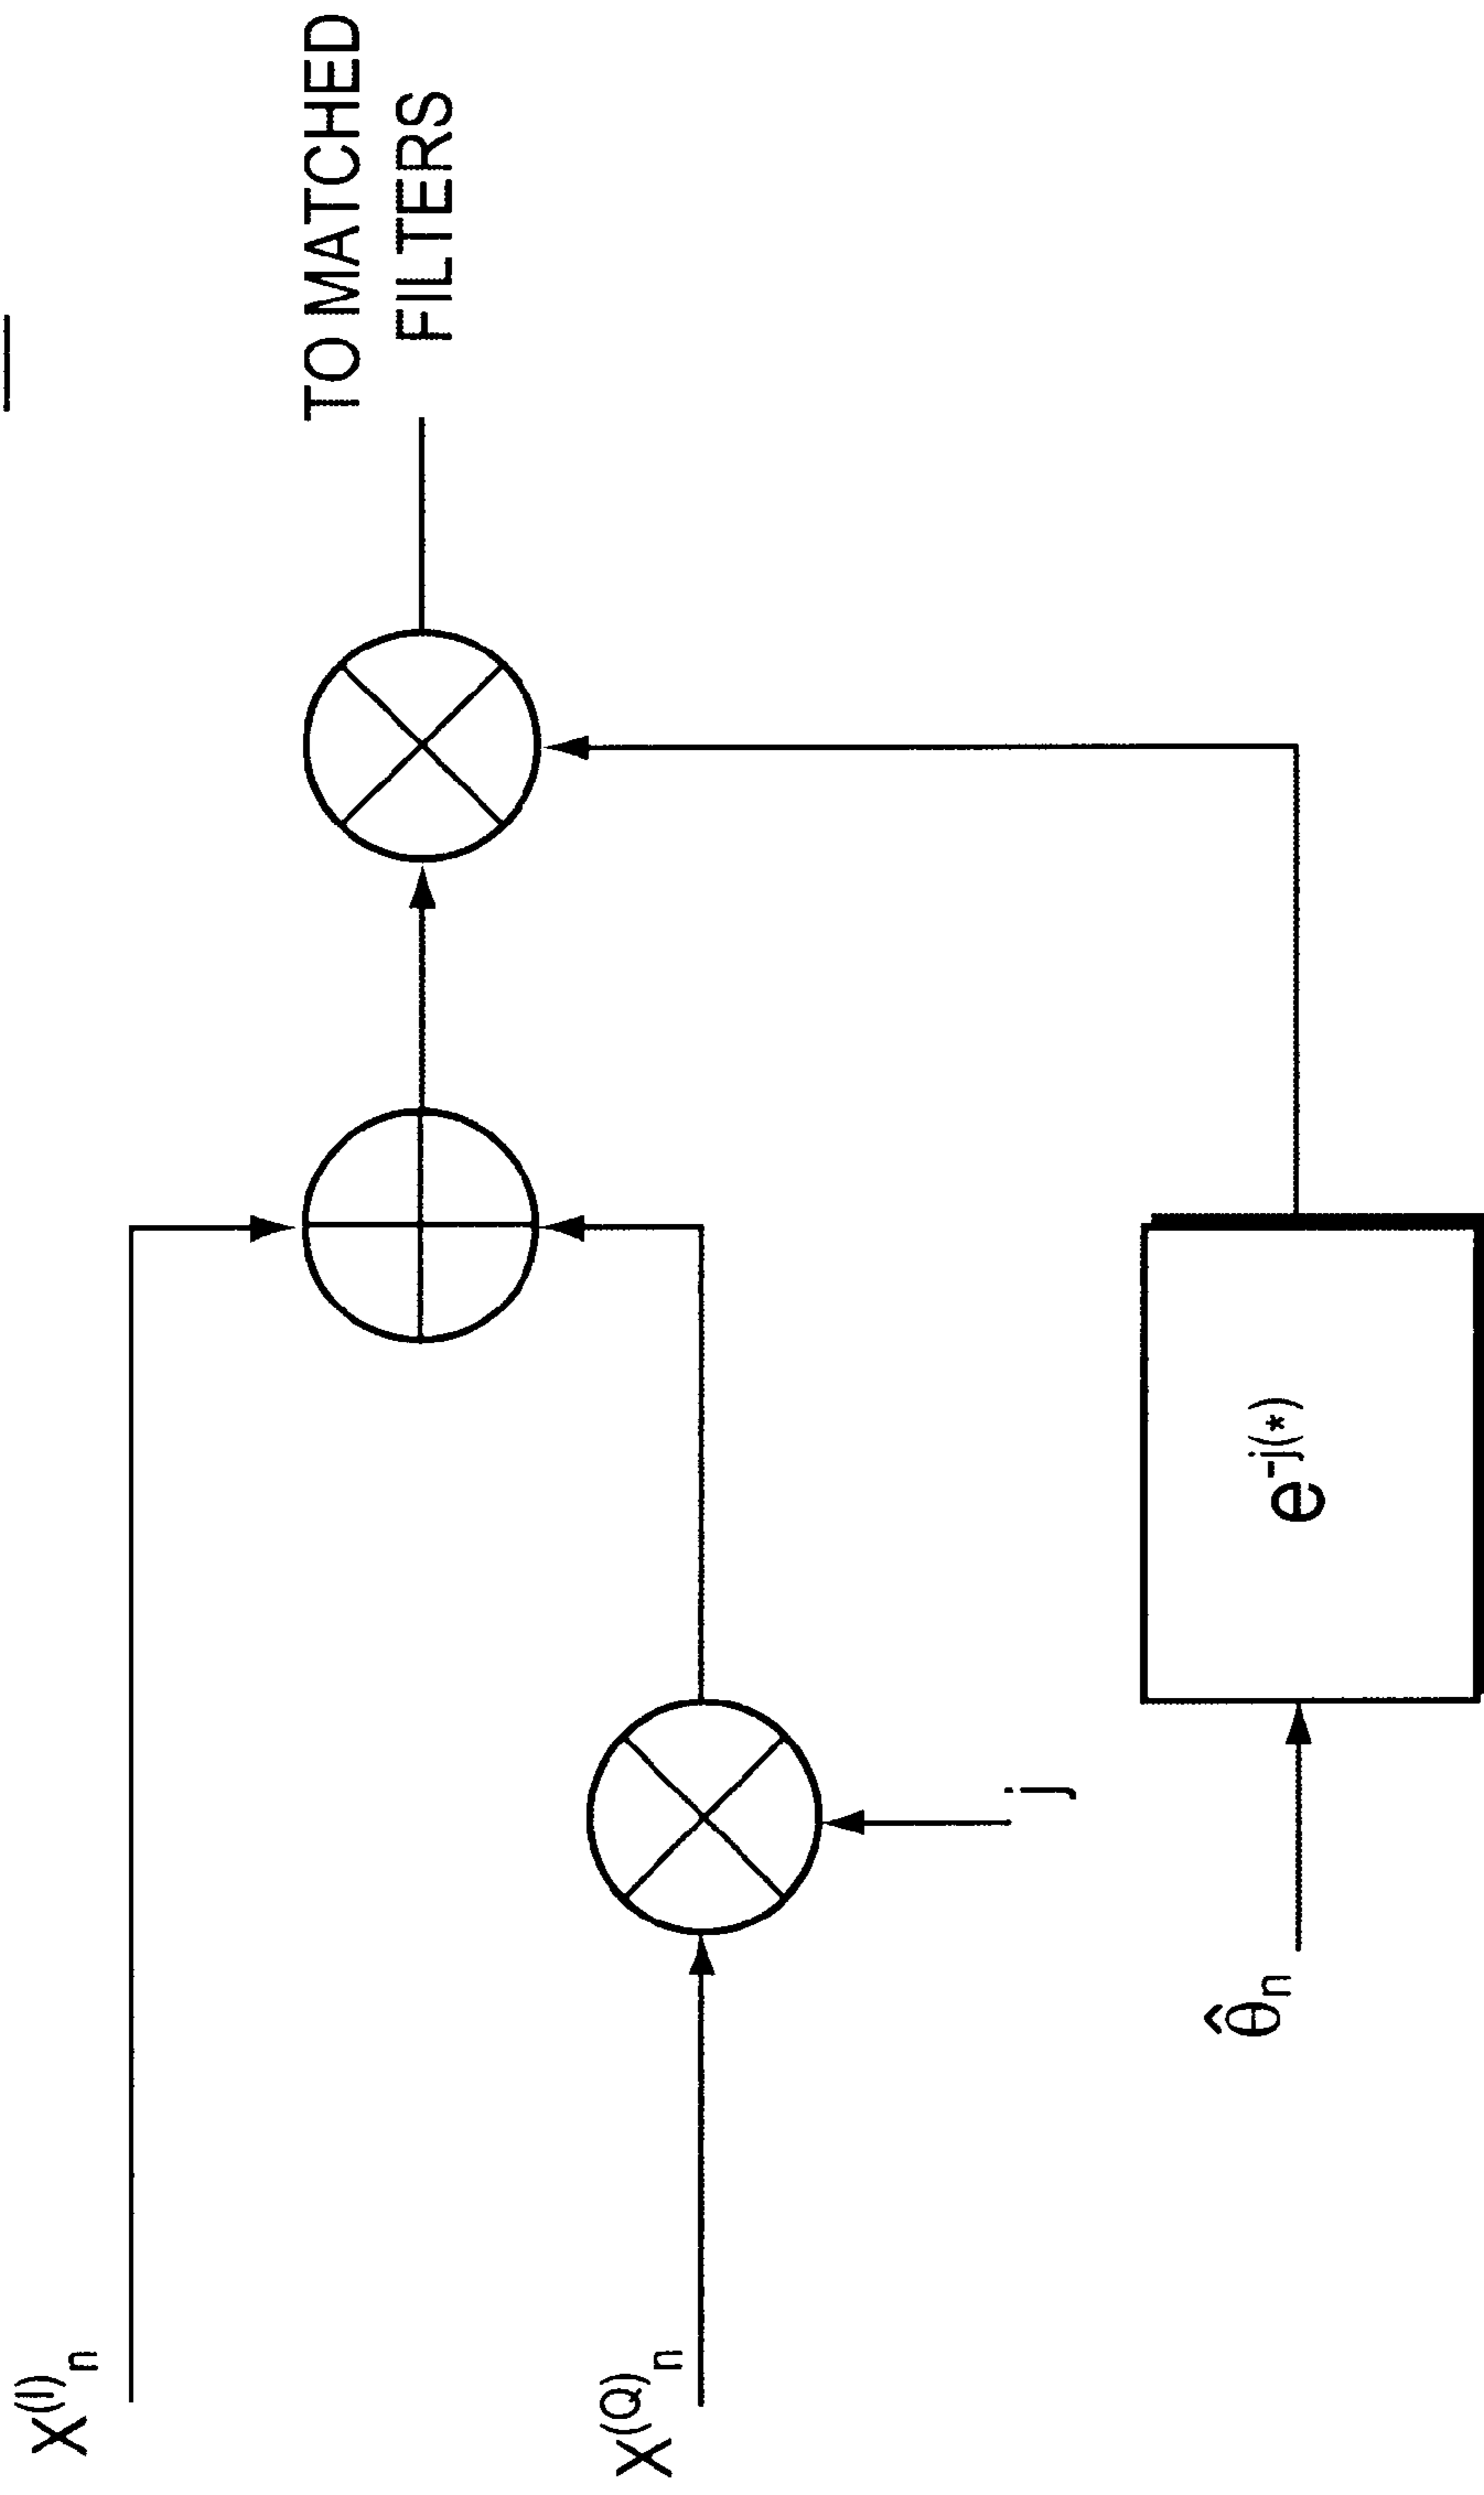 X(I)n
X(Q)n
j
θ̂n
e-j(*)
TO MATCHED
FILTERS